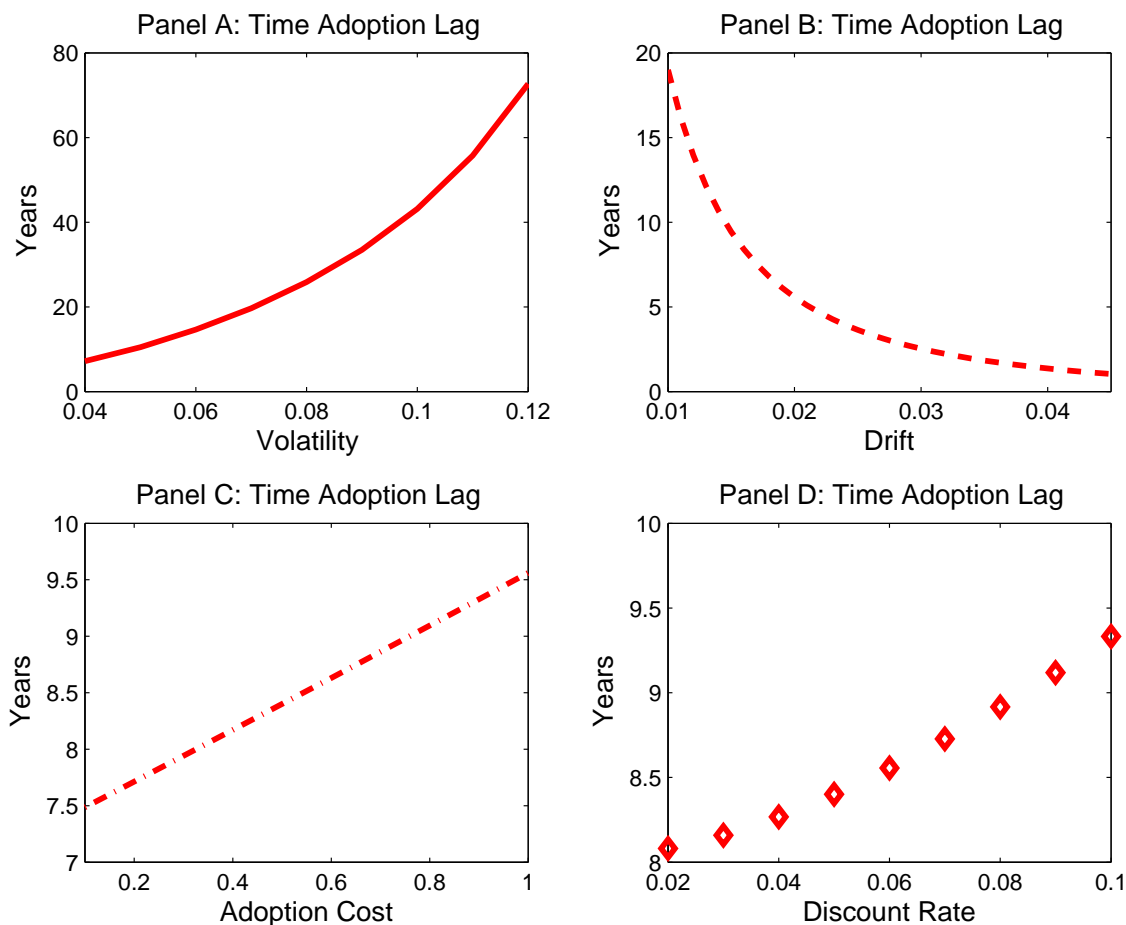 Panel A: Time Adoption Lag
80
60
40
20
0
Years
0.04 0.06 0.08 0.1 0.12
Volatility
Panel B: Time Adoption Lag
20
15
10
5
0
Years
0.01 0.02 0.03 0.04
Drift
Panel C: Time Adoption Lag
10
9.5
9
8.5
8
7.5
7
Years
0.2 0.4 0.6 0.8 1
Adoption Cost
Panel D: Time Adoption Lag
10
9.5
9
8.5
8
Years
0.02 0.04 0.06 0.08 0.1
Discount Rate